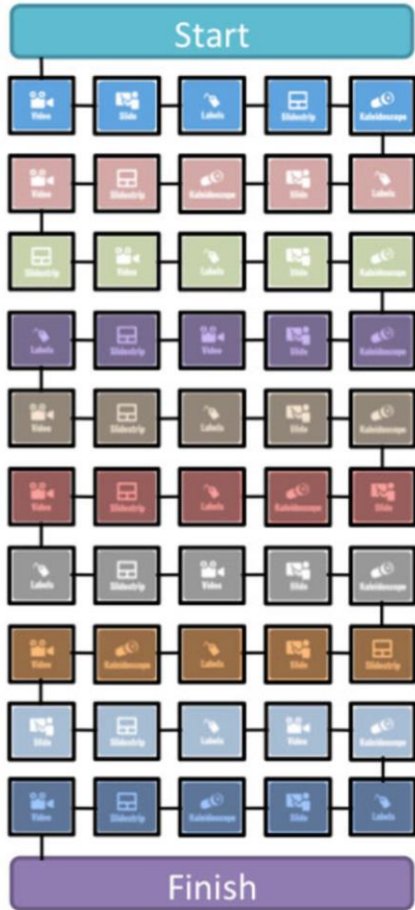 Start
Video Slide Labels Slidestrip Kaleidoscope
Video Slidestrip Kaleidoscope Slide Labels
Slidestrip Video Labels Slide Kaleidoscope
Labels Slidestrip Video Slide Kaleidoscope
Video Slidestrip Labels Slide Kaleidoscope
Video Slidestrip Labels Kaleidoscope Slide
Labels Slidestrip Video Slide Kaleidoscope
Video Kaleidoscope Labels Slide Slidestrip
Slide Slidestrip Labels Video Kaleidoscope
Video Slidestrip Kaleidoscope Slide Labels
Finish